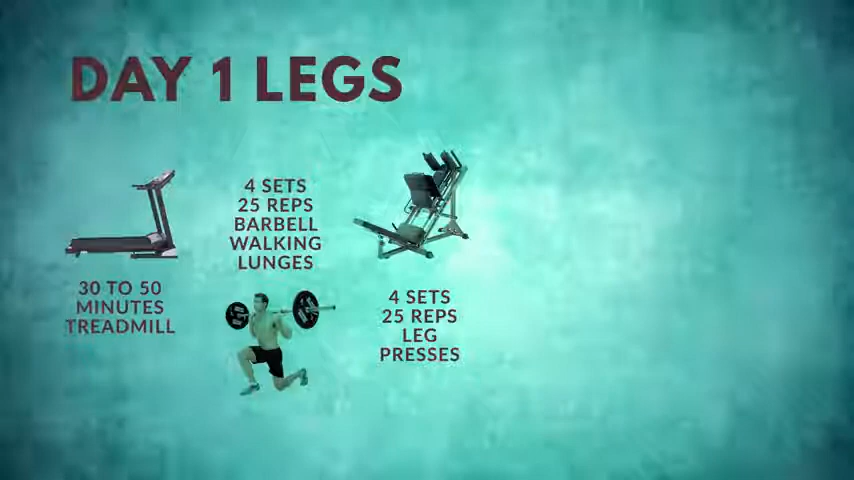 DAY 1 LEGS
30 TO 50
MINUTES
TREADMILL
4 SETS
25 REPS
BARBELL
WALKING
LUNGES
4 SETS
25 REPS
LEG
PRESSES